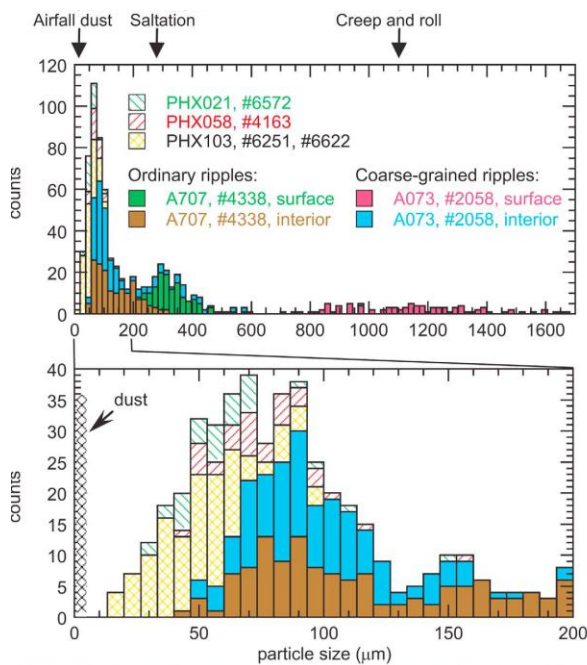 Airfall dust Saltation Creep and roll
120
100
80
60
40
20
0
counts
PHX021, #6572
PHX058, #4163
PHX103, #6251, #6622
Ordinary ripples: Coarse-grained ripples:
A707, #4338, surface A073, #2058, surface
A707, #4338, interior A073, #2058, interior
0 200 400 600 800 1000 1200 1400 1600
40
35
30
25
20
15
10
5
0
counts
dust
50 100 150 200
particle size (μm)